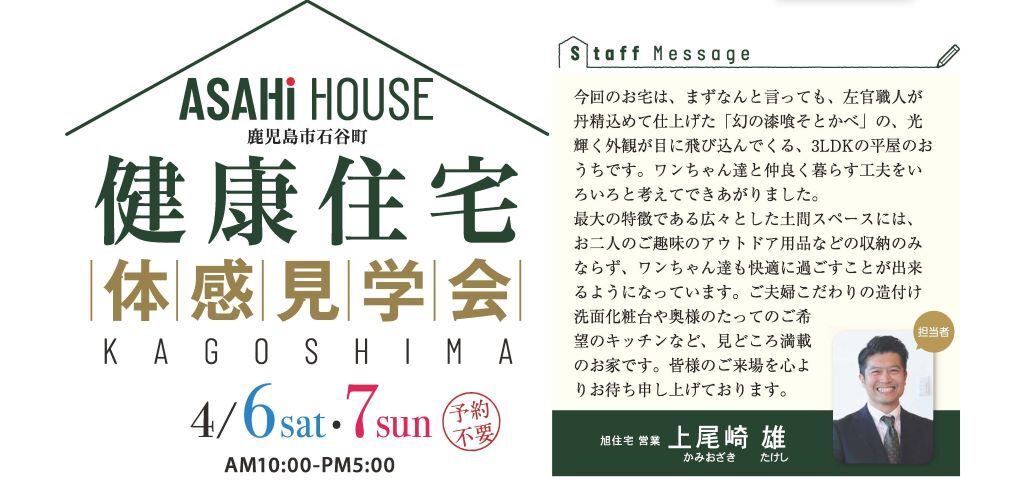 ASAHi HOUSE
鹿児島市石谷町
健康住宅
体感見学会
KAGOSHIMA
4/6sat・7sun
予約
不要
AM10:00-PM5:00
Staff Message
今回のお宅は、まずなんと言っても、左官職人が
丹精込めて仕上げた「幻の漆喰そとかべ」の、光
輝く外観が目に飛び込んでくる、3LDKの平屋のお
うちです。ワンちゃん達と仲良く暮らす工夫をい
ろいろと考えてできあがりました。
最大の特徴である広々とした土間スペースには、
お二人のご趣味のアウトドア用品などの収納のみ
ならず、ワンちゃん達も快適に過ごすことが出来
るようになっています。ご夫婦こだわりの造付け
洗面化粧台や奥様のたってのご希
望のキッチンなど、見どころ満載
のお家です。皆様のご来場を心よ
りお待ち申し上げております。
担当者
旭住宅 営業 上尾崎 雄
かみおざき たけし